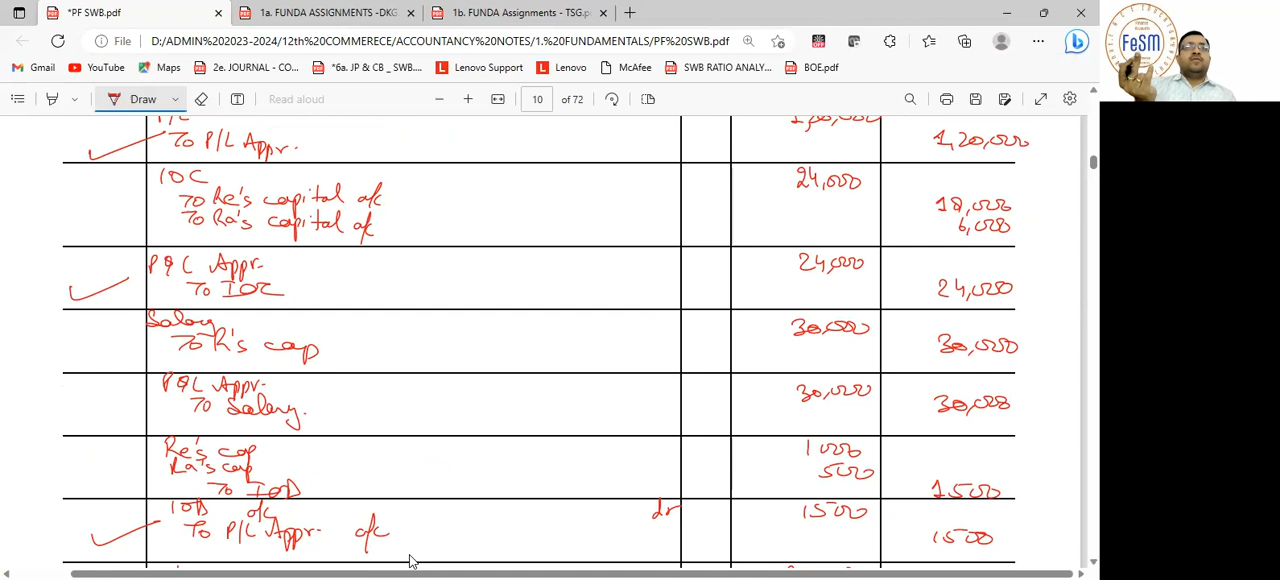 *PF SWB.pdf
1a. FUNDA ASSIGNMENTS -DKG.
1b. FUNDA Assignments - TSG.p
File
D:/ADMIN%202023-2024/12th%20COMMERECE/ACCOUNTANCY%20NOTES/1.%20FUNDAMENTALS/PF%20SWB.pdf
OFF
Gmail
YouTube
Maps
2e. JOURNAL - CO...
*6a. JP & CB _ SWB....
Lenovo Support
Lenovo
McAfee
SWB RATIO ANALY...
BOE.pdf
Draw
Read aloud
10 of 72
FeSM
To P/L Appr. 1,20,000
IOC 24,000
To Re's capital a/c 18,000
To Ra's capital a/c 6,000
P&L Appr. 24,000
To IOC 24,000
Salary 30,000
To R's cap 30,000
P&L Appr. 30,000
To Salary. 30,000
Re's cap 1000
Ra's cap 500
To IOD 1500
IOD a/c dr 1500
To P/L Appr. a/c 1500